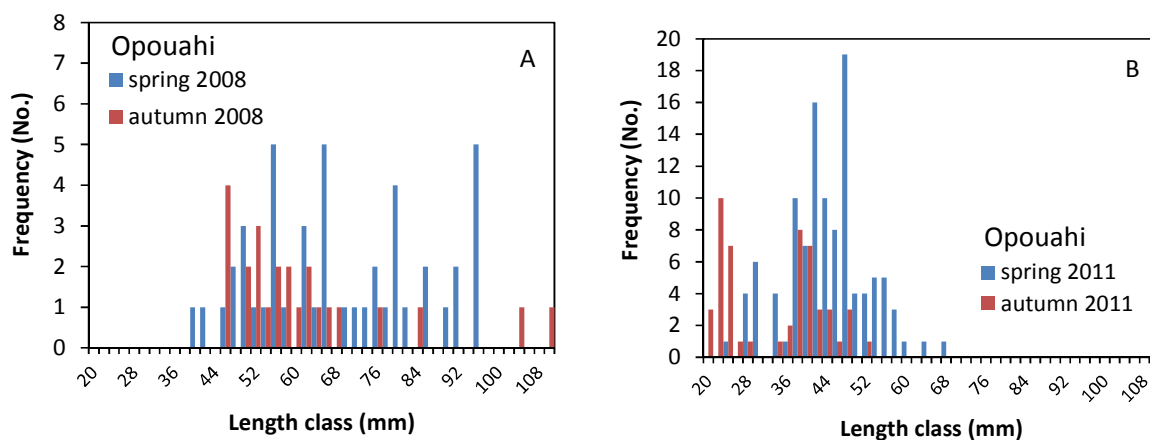 Opouahi
A
spring 2008
autumn 2008
Frequency (No.)
8
7
6
5
4
3
2
1
0
20 28 36 44 52 60 68 76 84 92 100 108
Length class (mm)
B
Opouahi
spring 2011
autumn 2011
Frequency (No.)
20
18
16
14
12
10
8
6
4
2
0
20 28 36 44 52 60 68 76 84 92 100 108
Length class (mm)